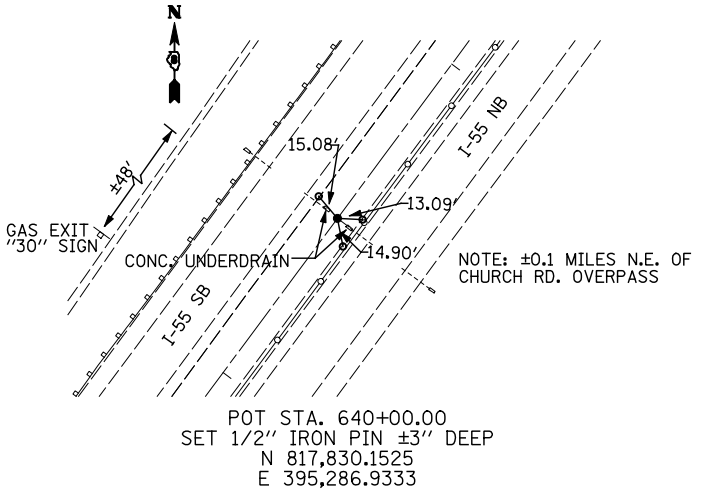 N
I-55 NB
15.08'
±48'
13.09'
GAS EXIT
"30" SIGN
CONC. UNDERDRAIN
14.90'
NOTE: ±0.1 MILES N.E. OF
CHURCH RD. OVERPASS
I-55 SB
POT STA. 640+00.00
SET 1/2" IRON PIN ±3" DEEP
N 817,830.1525
E 395,286.9333